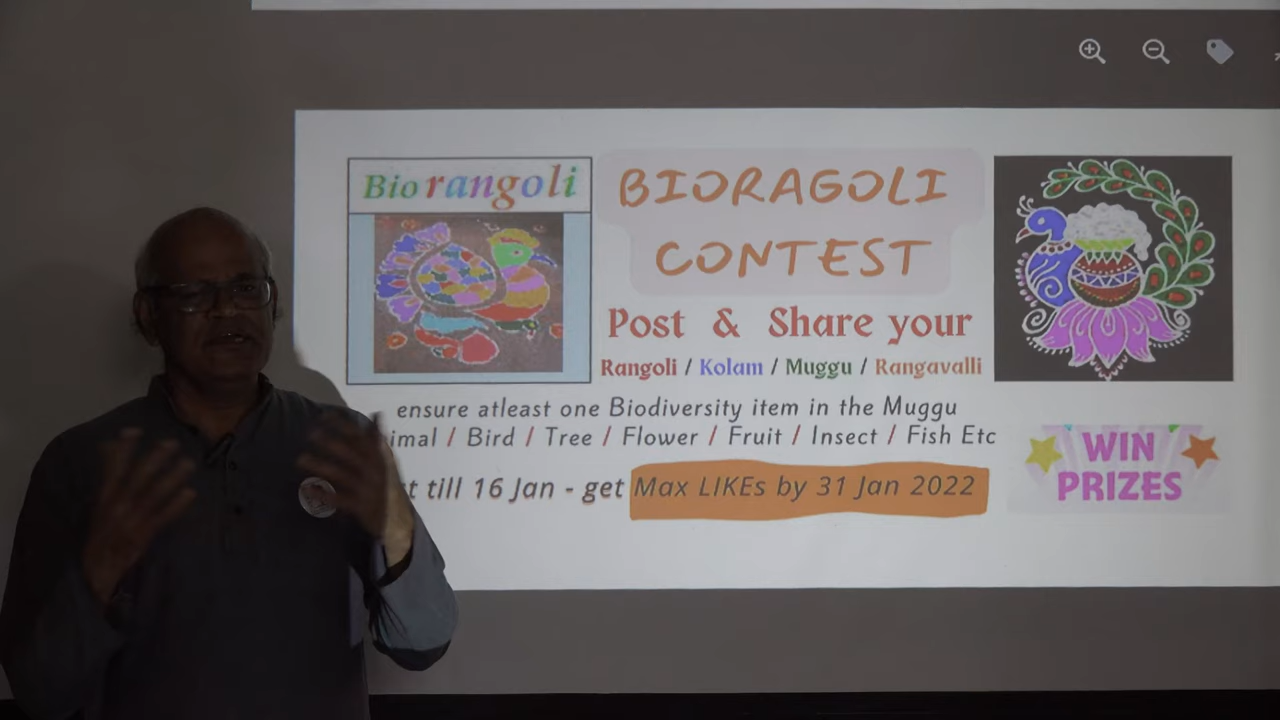 Biorangoli
BIORAGOLI
CONTEST
Post & Share your
Rangoli / Kolam / Muggu / Rangavalli
ensure atleast one Biodiversity item in the Muggu
/ Bird / Tree / Flower / Fruit / Insect / Fish Etc
till 16 Jan - get Max LIKEs by 31 Jan 2022
WIN
PRIZES